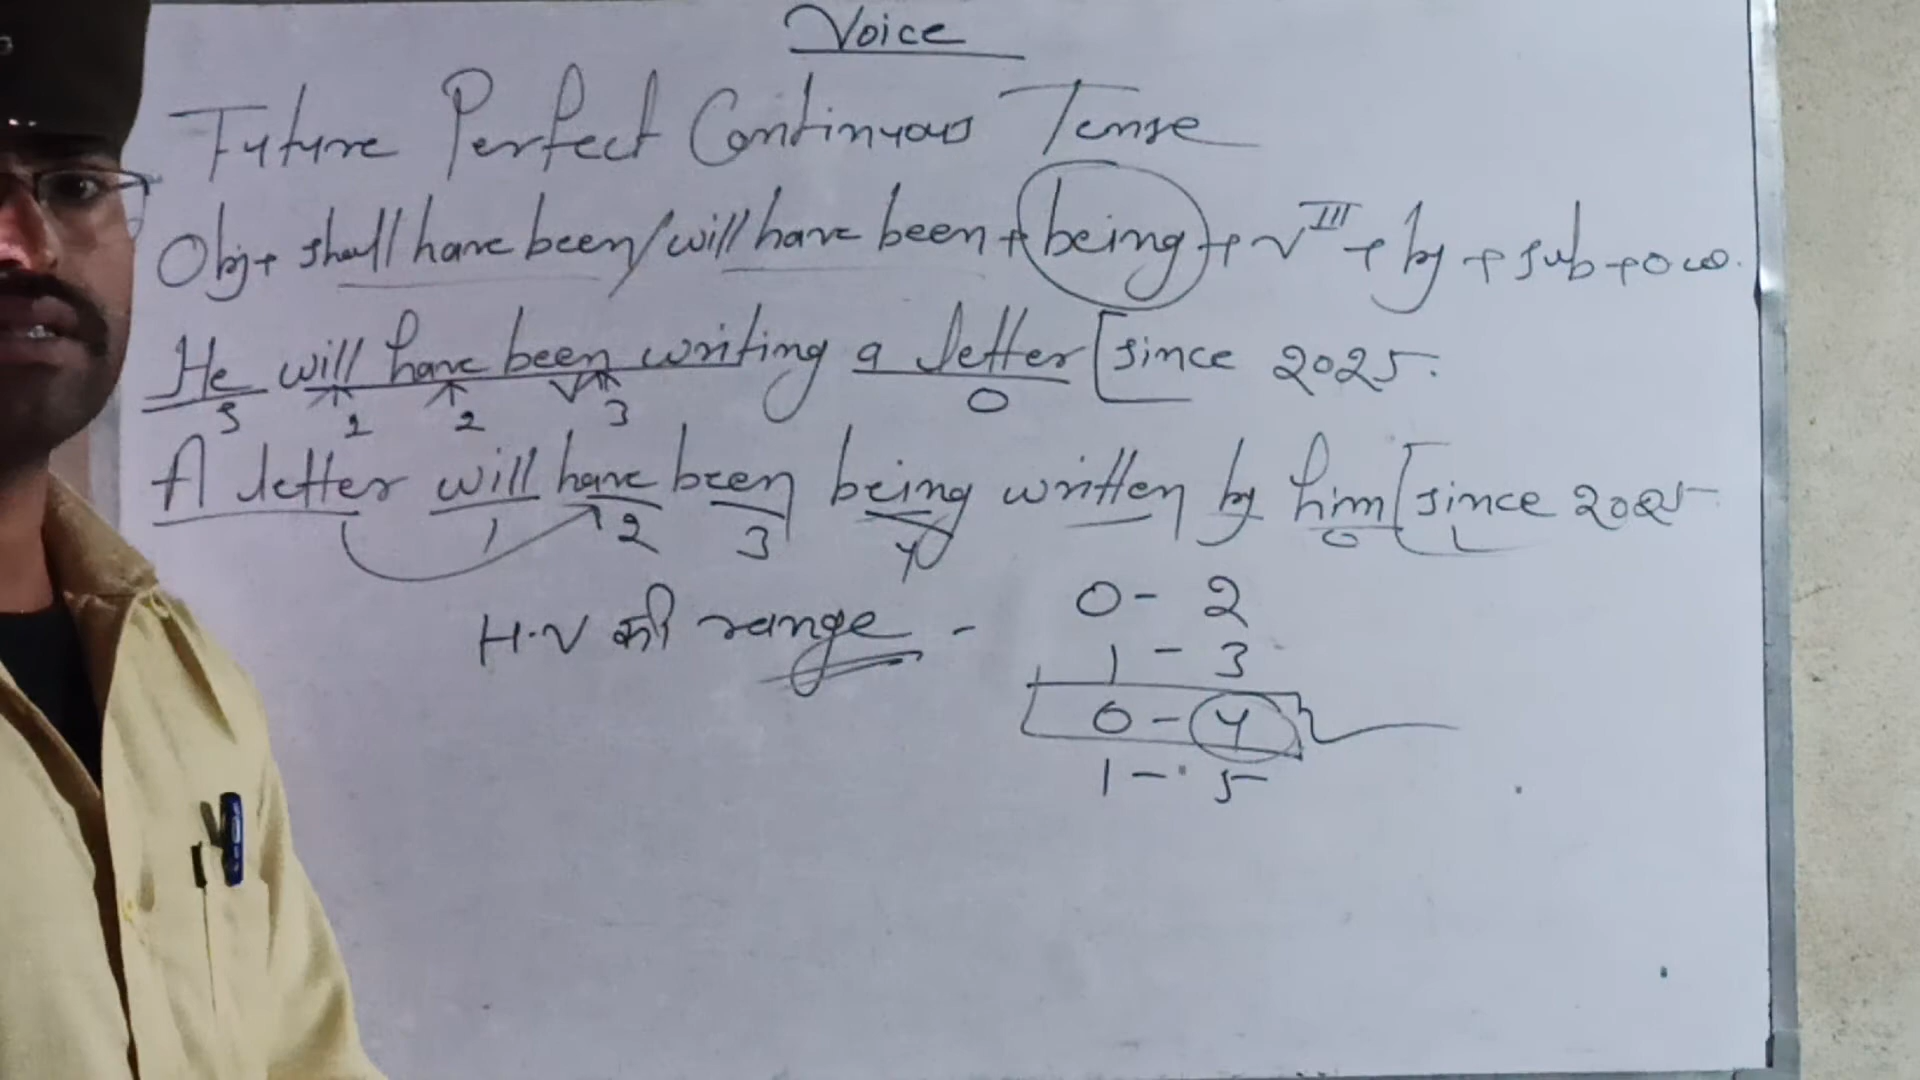 Voice
Future Perfect Continuous Tense
Obj + shall have been/will have been + being + V III + by + sub + o w.
He will have been writing a letter [since 2025.
S 1 2 3 O
A letter will have been being written by him [since 2025
1 2 3 4 O
H.V की range - 0 - 2
1 - 3
0 - 4
1 - 5